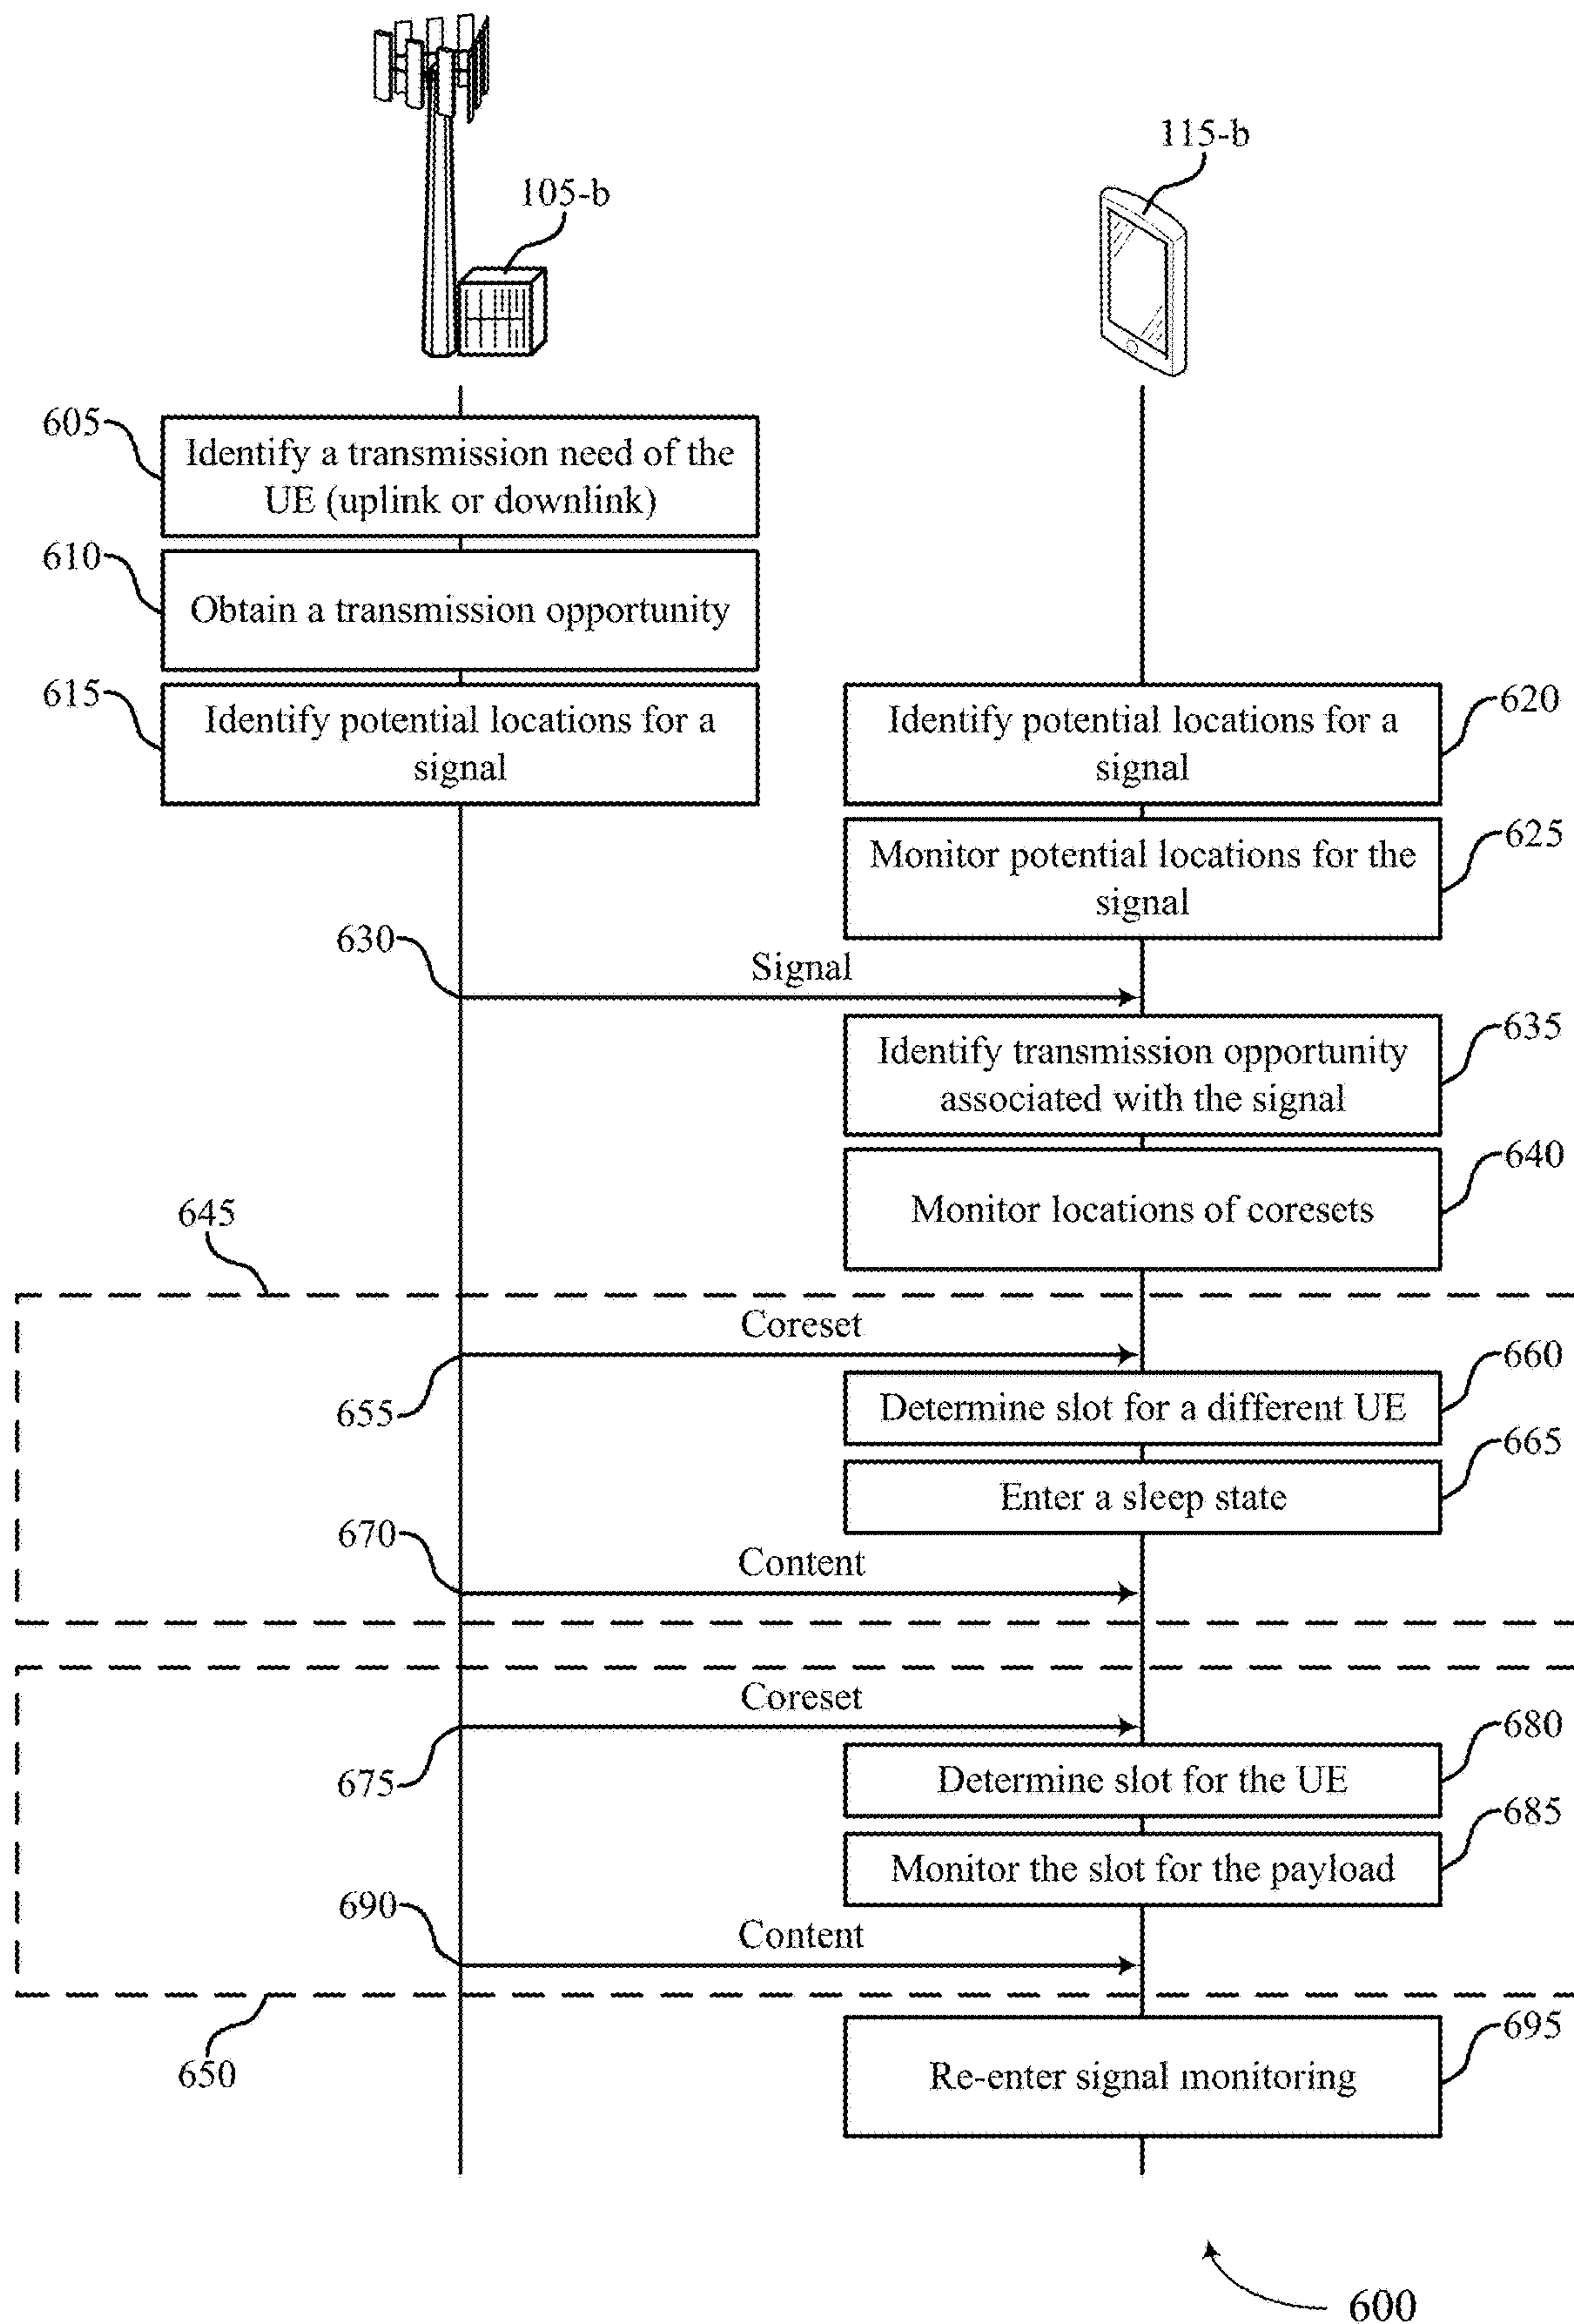 115-b
105-b
605
Identify a transmission need of the
UE (uplink or downlink)
610
Obtain a transmission opportunity
615
Identify potential locations for a
signal
620
Identify potential locations for a
signal
625
Monitor potential locations for the
signal
630
Signal
635
Identify transmission opportunity
associated with the signal
640
Monitor locations of coresets
645
Coreset
655
660
Determine slot for a different UE
665
Enter a sleep state
670
Content
Coreset
675
680
Determine slot for the UE
685
Monitor the slot for the payload
690
Content
650
695
Re-enter signal monitoring
600